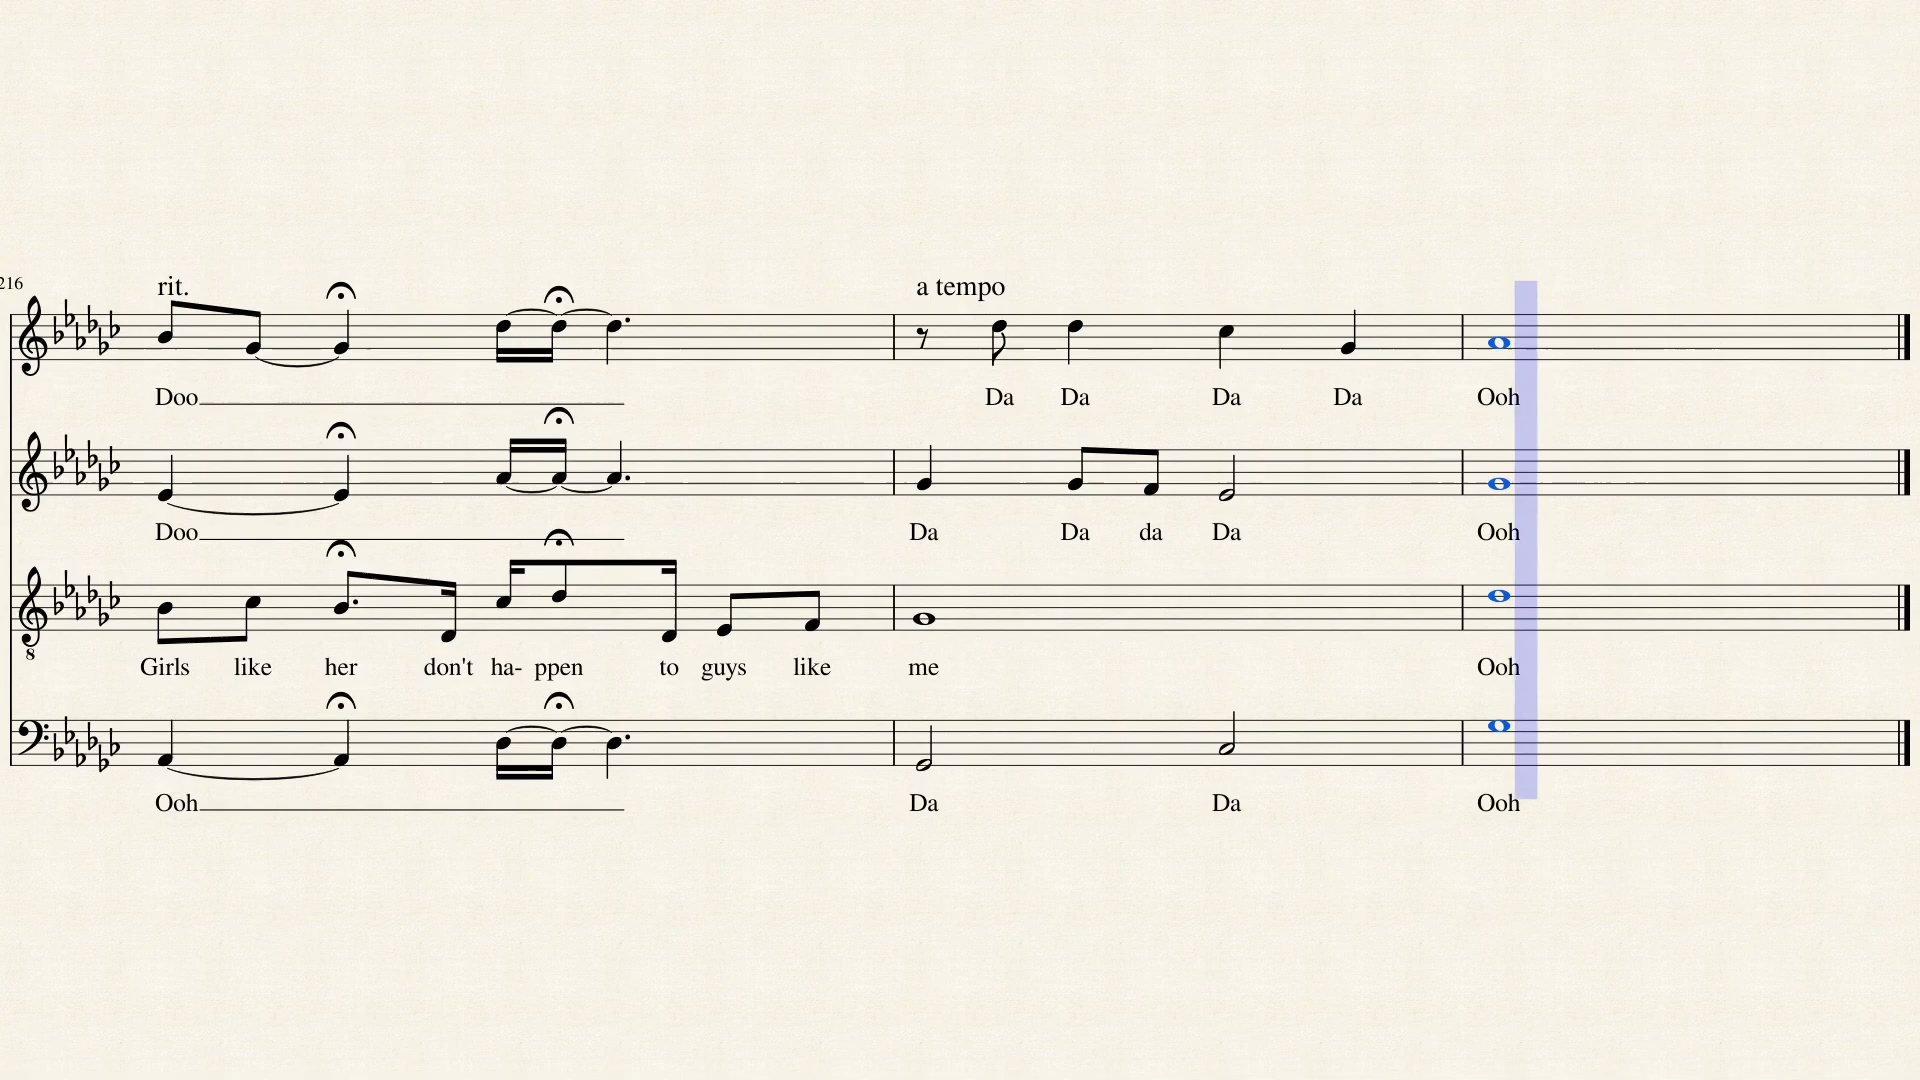 216
rit.
a tempo
Doo
Da Da Da Da Ooh
Doo
Da Da da Da Ooh
8
Girls like her don't ha- ppen to guys like me Ooh
Ooh
Da Da Ooh